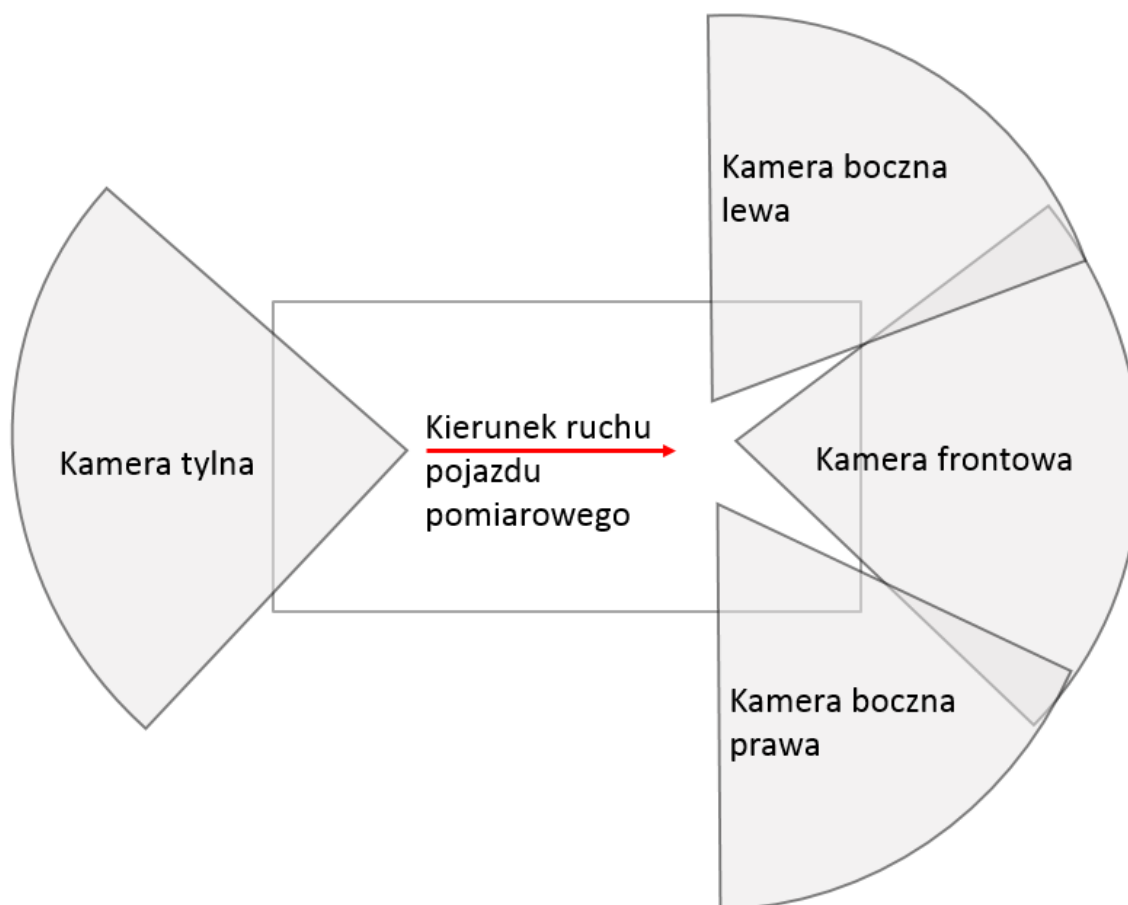 Kamera boczna
lewa
Kierunek ruchu
pojazdu
pomiarowego
Kamera tylna
Kamera frontowa
Kamera boczna
prawa